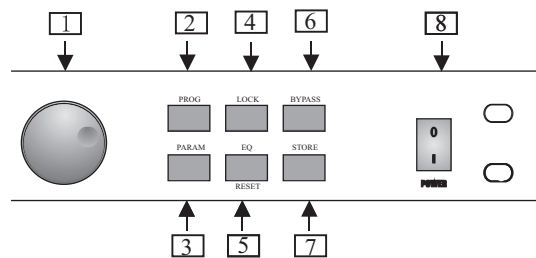 1 2 4 6 8
PROG LOCK BYPASS
PARAM EQ STORE
RESET
0
I
POWER
3 5 7